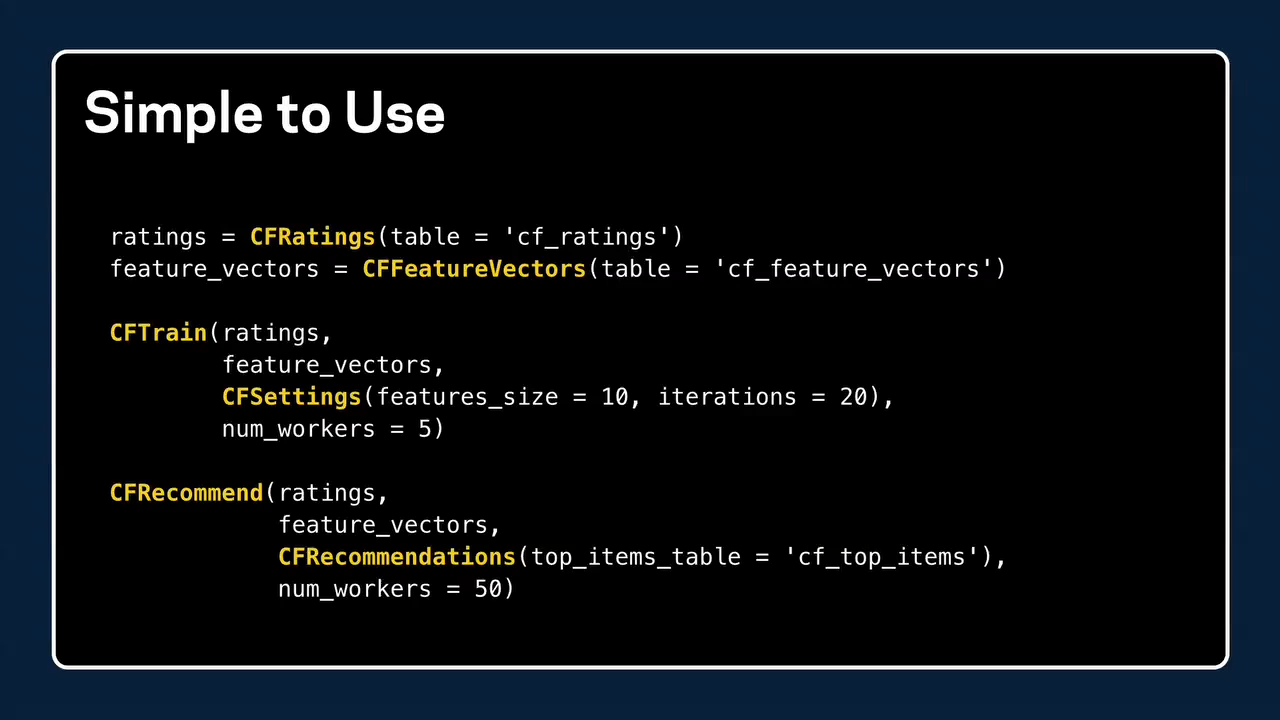 Simple to Use
ratings = CFRatings(table = 'cf_ratings')
feature_vectors = CFFeatureVectors(table = 'cf_feature_vectors')
CFTrain(ratings,
feature_vectors,
CFSettings(features_size = 10, iterations = 20),
num_workers = 5)
CFRecommend(ratings,
feature_vectors,
CFRecommendations(top_items_table = 'cf_top_items'),
num_workers = 50)